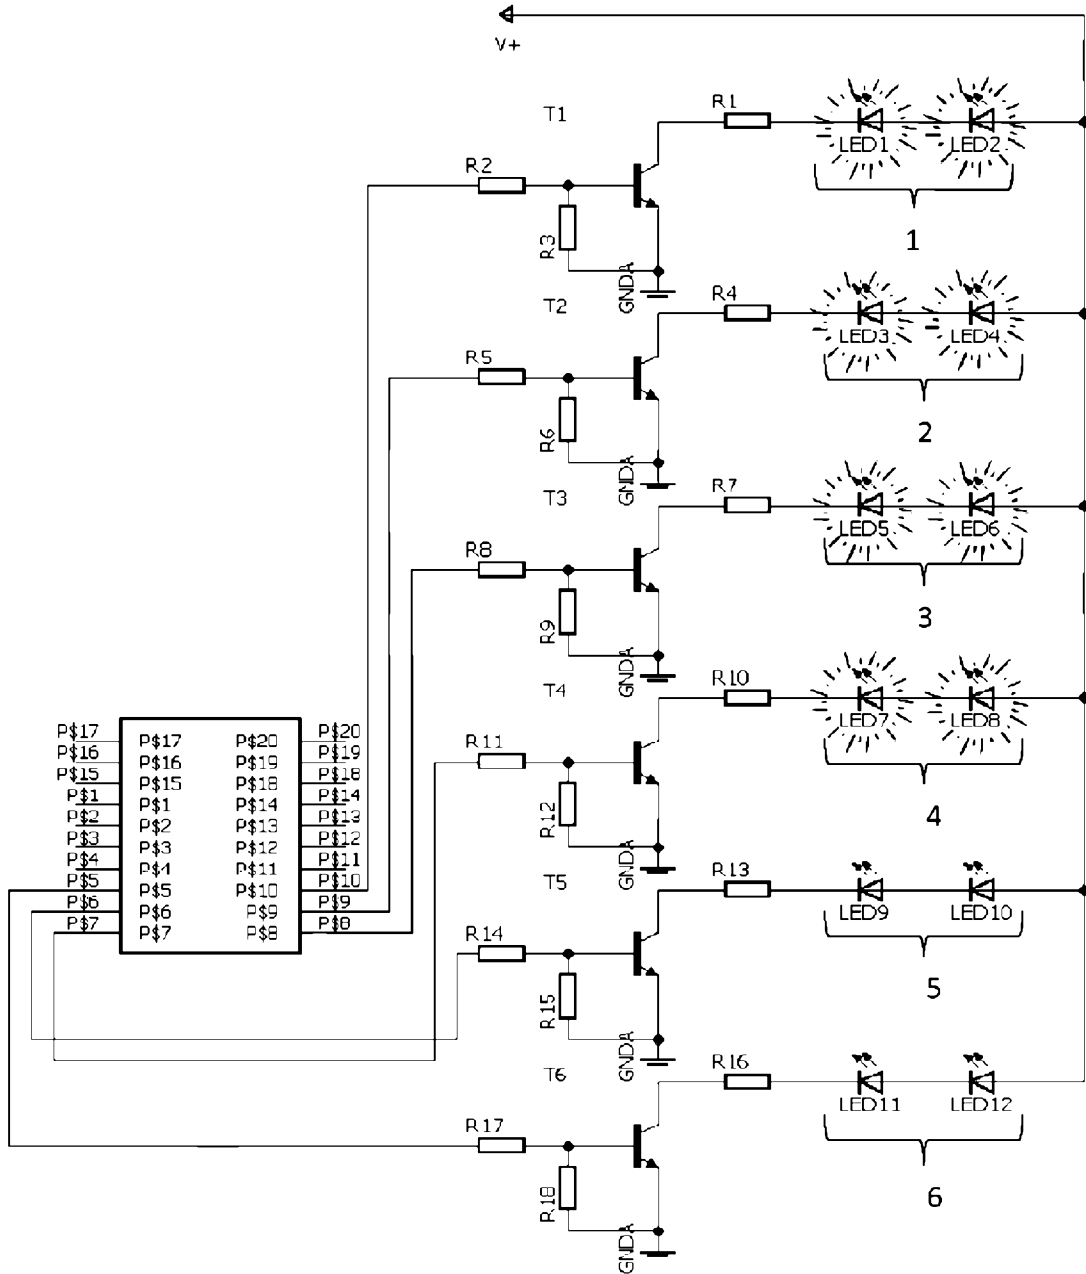 V+
T1
R1
LED1
LED2
R2
R3
GNDA
1
T2
R4
LED3
LED4
R5
R6
GNDA
2
T3
R7
LED5
LED6
R8
R9
GNDA
3
T4
R10
LED7
LED8
R11
R12
GNDA
4
T5
R13
LED9
LED10
R14
R15
GNDA
5
T6
R16
LED11
LED12
R17
R18
GNDA
6
P$17 P$17 P$20 P$20
P$16 P$16 P$19 P$19
P$15 P$15 P$18 P$18
P$1 P$1 P$14 P$14
P$2 P$2 P$13 P$13
P$3 P$3 P$12 P$12
P$4 P$4 P$11 P$11
P$5 P$5 P$10 P$10
P$6 P$6 P$9 P$9
P$7 P$7 P$8 P$8